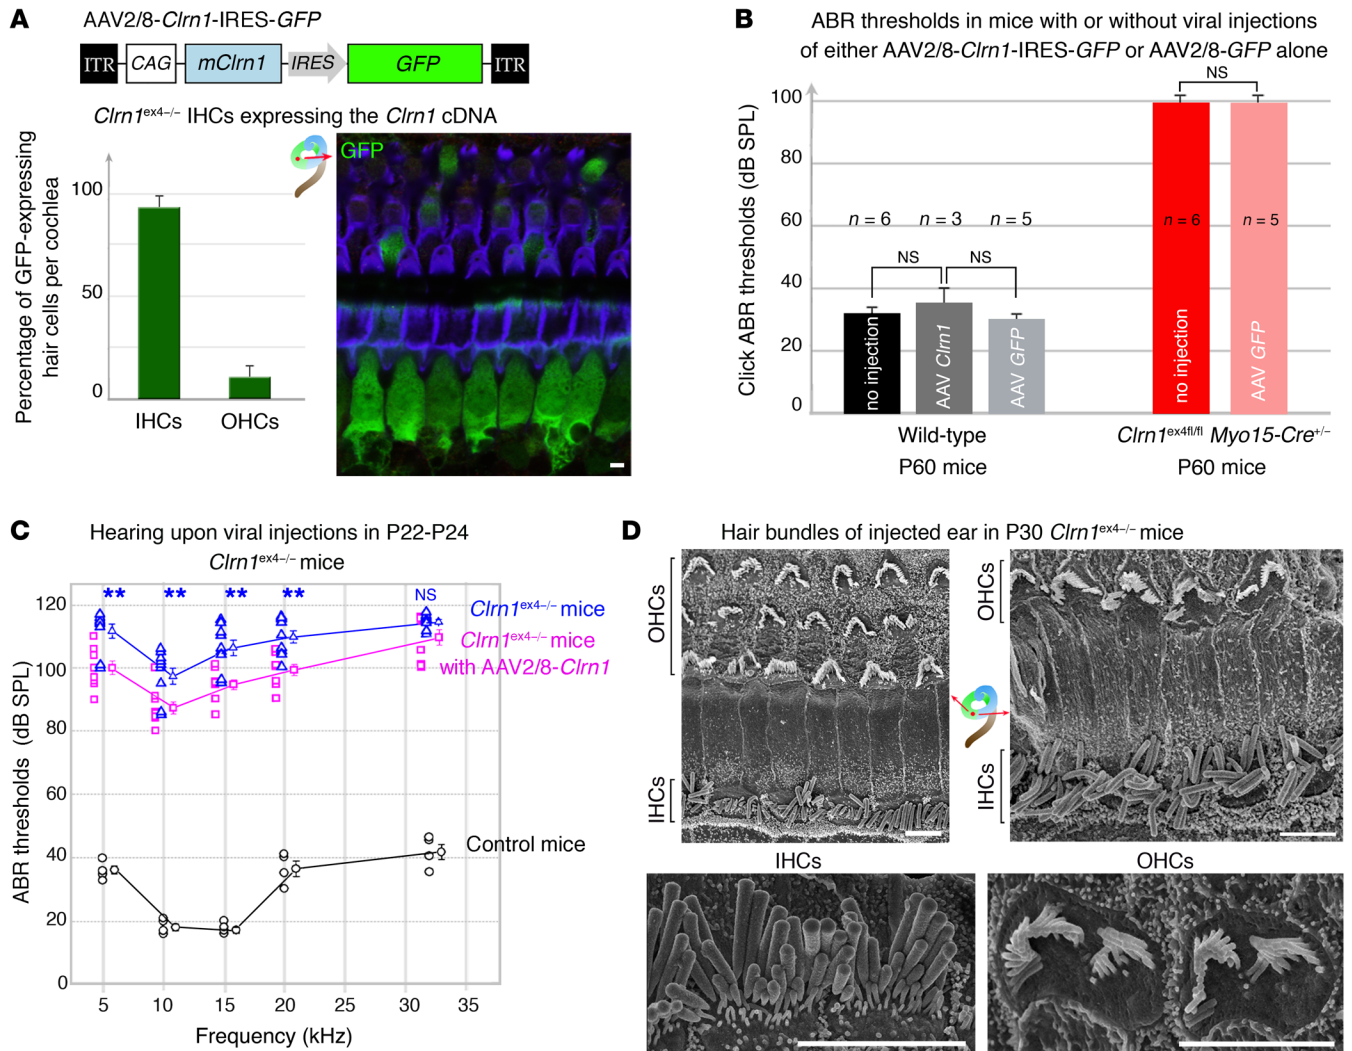 A
AAV2/8-Clrn1-IRES-GFP
ITR CAG mClrn1 IRES GFP ITR
Clrn1ex4–/– IHCs expressing the Clrn1 cDNA
Percentage of GFP-expressing
hair cells per cochlea
100
50
0
IHCs OHCs
GFP
B
ABR thresholds in mice with or without viral injections
of either AAV2/8-Clrn1-IRES-GFP or AAV2/8-GFP alone
Click ABR thresholds (dB SPL)
100
80
60
40
20
0
NS
n = 6 n = 3 n = 5 n = 6 n = 5
NS NS
no injection
AAV Clrn1
AAV GFP
no injection
AAV GFP
Wild-type
P60 mice
Clrn1ex4fl/fl Myo15-Cre+/–
P60 mice
C
Hearing upon viral injections in P22-P24
Clrn1ex4–/– mice
ABR thresholds (dB SPL)
120
100
80
60
40
20
0
** ** ** ** NS
Clrn1ex4–/– mice
Clrn1ex4–/– mice
with AAV2/8-Clrn1
Control mice
5 10 15 20 25 30 35
Frequency (kHz)
D
Hair bundles of injected ear in P30 Clrn1ex4–/– mice
OHCs
IHCs
OHCs
IHCs
IHCs
OHCs